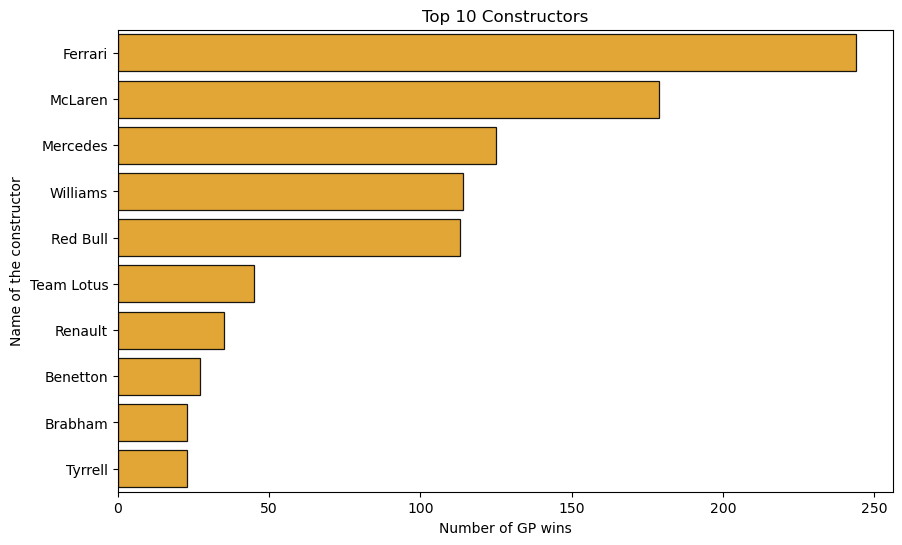 Top 10 Constructors
Name of the constructor
Ferrari
McLaren
Mercedes
Williams
Red Bull
Team Lotus
Renault
Benetton
Brabham
Tyrrell
0 50 100 150 200 250
Number of GP wins